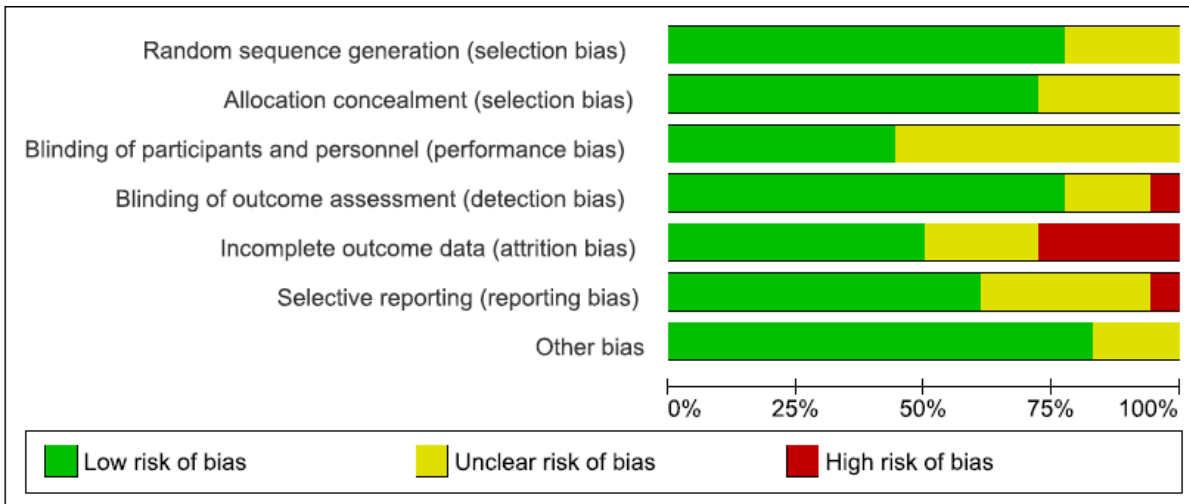 Random sequence generation (selection bias)
Allocation concealment (selection bias)
Blinding of participants and personnel (performance bias)
Blinding of outcome assessment (detection bias)
Incomplete outcome data (attrition bias)
Selective reporting (reporting bias)
Other bias
0% 25% 50% 75% 100%
Low risk of bias Unclear risk of bias High risk of bias